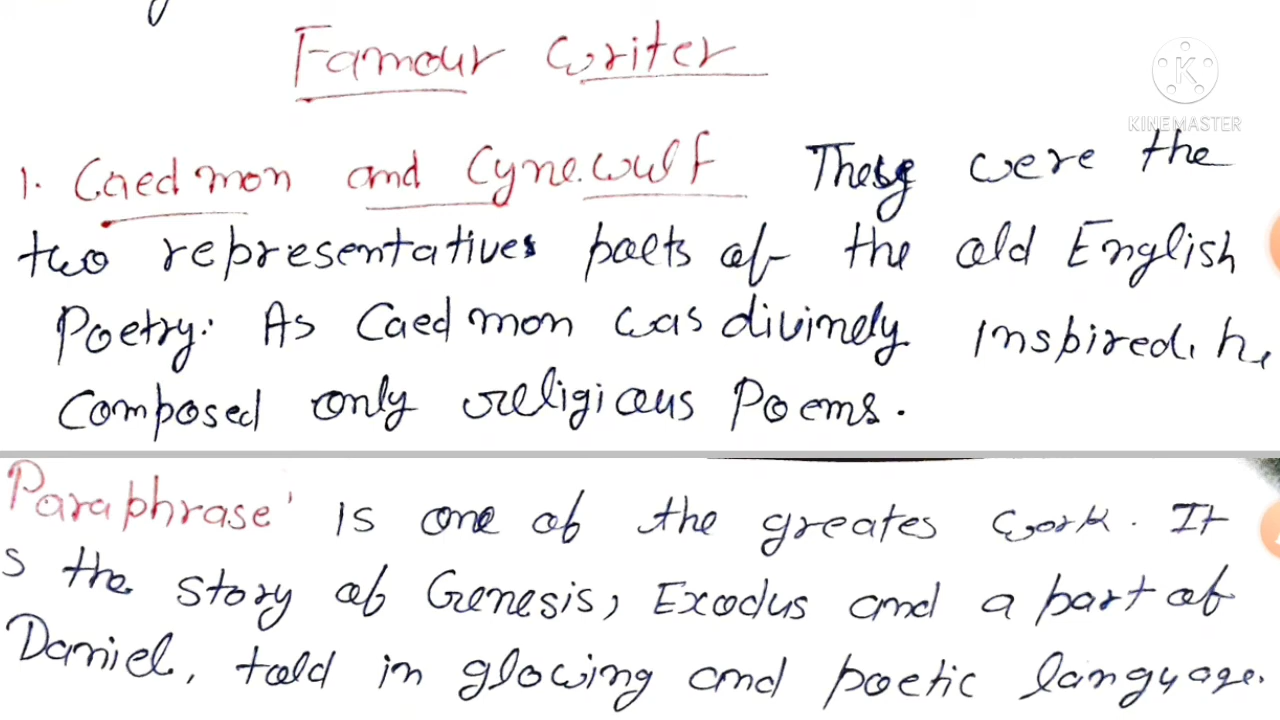 Famour writer
KINEMASTER
1. Caedmon and Cynewulf These were the
two representatives poets of the old English
Poetry. As Caedmon was divinely inspired, he
composed only religious Poems.
Paraphrase' is one of the greates work. It
s the story of Genesis, Exodus and a part of
Daniel, told in glowing and poetic language.